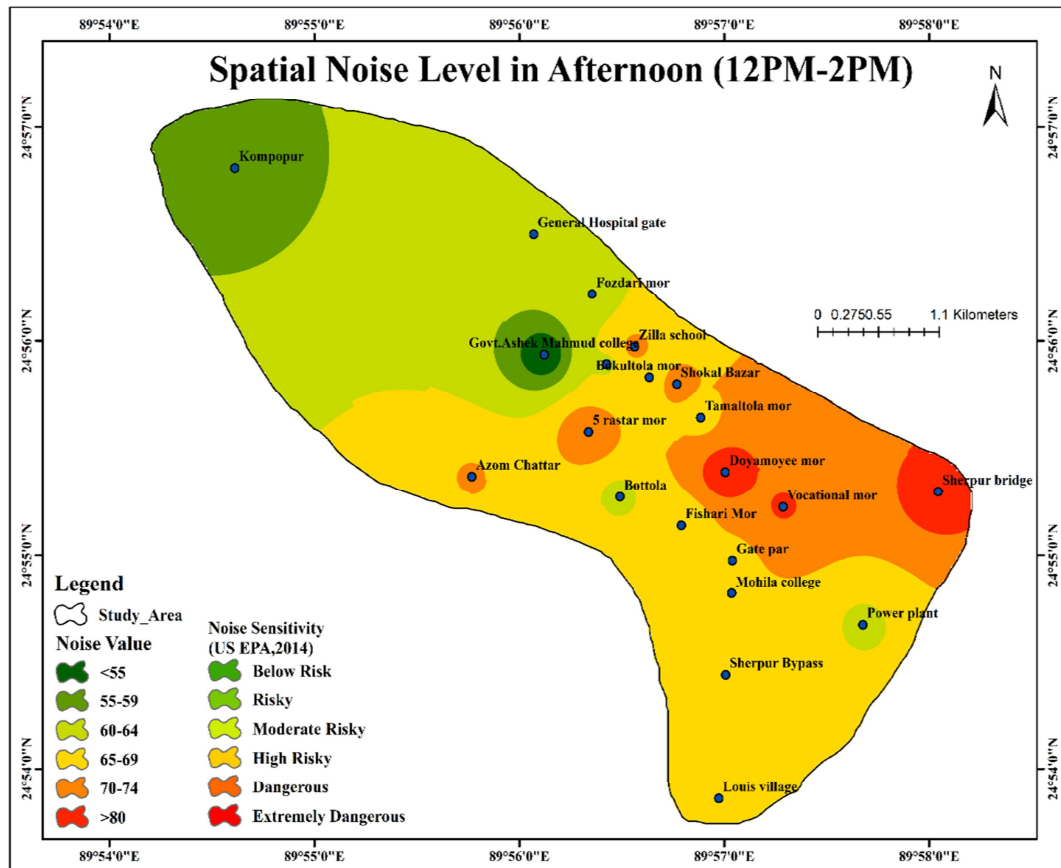 89°54'0"E 89°55'0"E 89°56'0"E 89°57'0"E 89°58'0"E
Spatial Noise Level in Afternoon (12PM-2PM)
N
24°57'0"N
24°57'0"N
Kompopur
General Hospital gate
Fozdari mor
0 0.2750.55 1.1 Kilometers
24°56'0"N
24°56'0"N
Zilla school
Govt.Ashek Mahmud college
Bokultola mor
Shokal Bazar
Tamaltola mor
5 rastar mor
Azom Chattar
Doyamoyee mor
Sherpur bridge
Bottola
Vocational mor
Fishari Mor
24°55'0"N
24°55'0"N
Gate par
Mohila college
Power plant
Sherpur Bypass
Louis village
24°54'0"N
24°54'0"N
Legend
Study_Area
Noise Value
<55
55-59
60-64
65-69
70-74
>80
Noise Sensitivity
(US EPA,2014)
Below Risk
Risky
Moderate Risky
High Risky
Dangerous
Extremely Dangerous
89°54'0"E 89°55'0"E 89°56'0"E 89°57'0"E 89°58'0"E